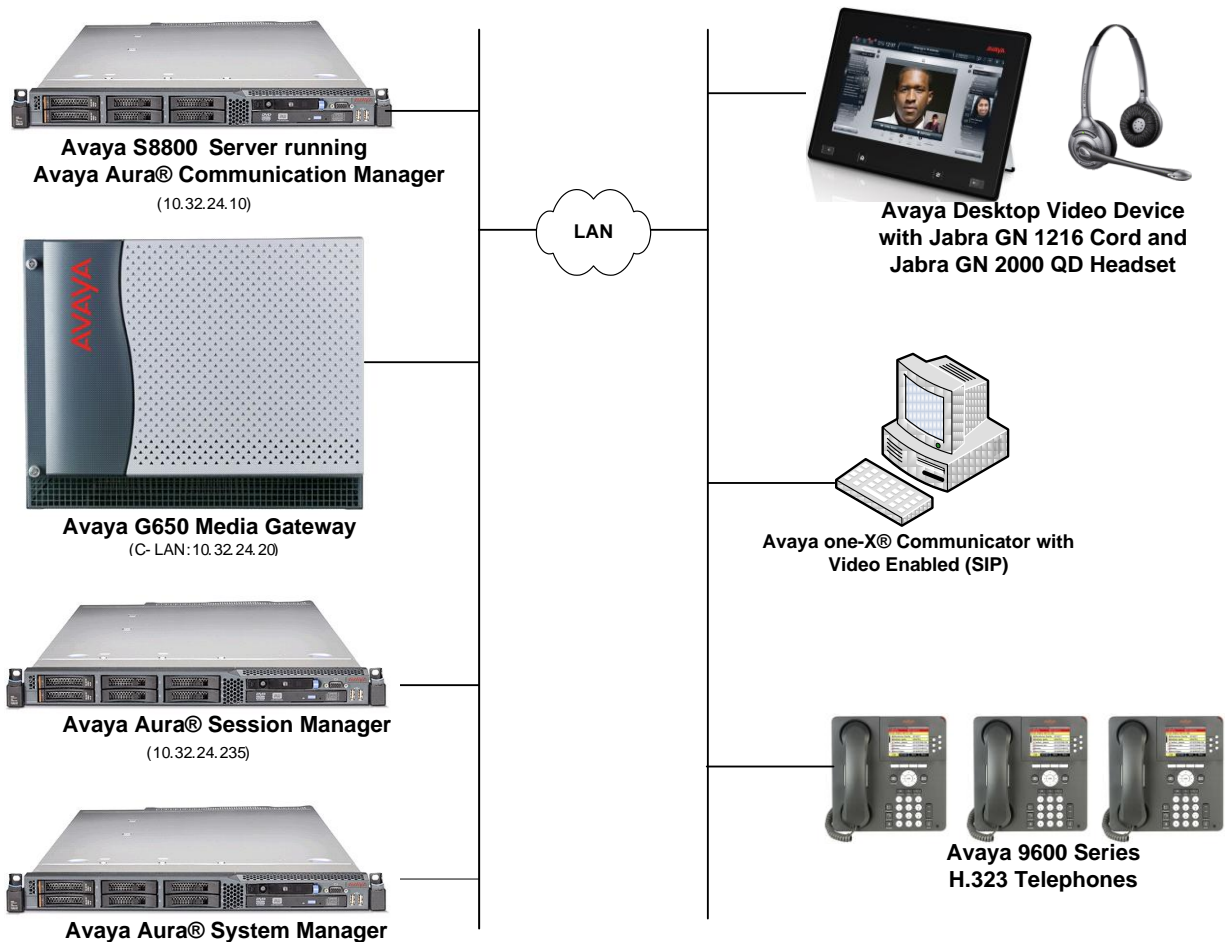 Avaya S8800 Server running
Avaya Aura® Communication Manager
(10.32.24.10)
AVAYA
Avaya G650 Media Gateway
(C-LAN:10.32.24.20)
Avaya Aura® Session Manager
(10.32.24.235)
Avaya Aura® System Manager
LAN
AVAYA
Avaya Desktop Video Device
with Jabra GN 1216 Cord and
Jabra GN 2000 QD Headset
Avaya one-X® Communicator with
Video Enabled (SIP)
Avaya 9600 Series
H.323 Telephones